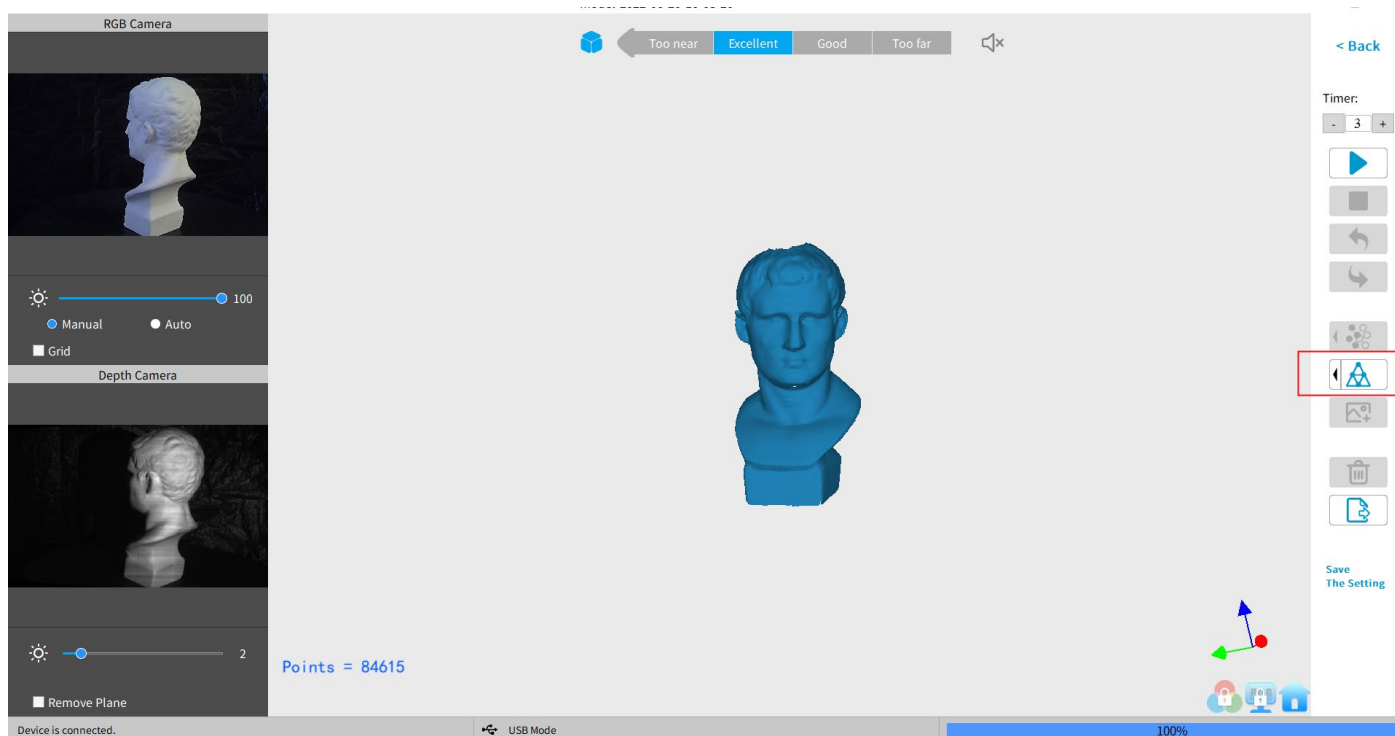 RGB Camera
Too near
Excellent
Good
Too far
< Back
Timer:
- 3 +
100
Manual
Auto
Grid
Depth Camera
2
Remove Plane
Points = 84615
Save
The Setting
RGB
Device is connected.
USB Mode
100%